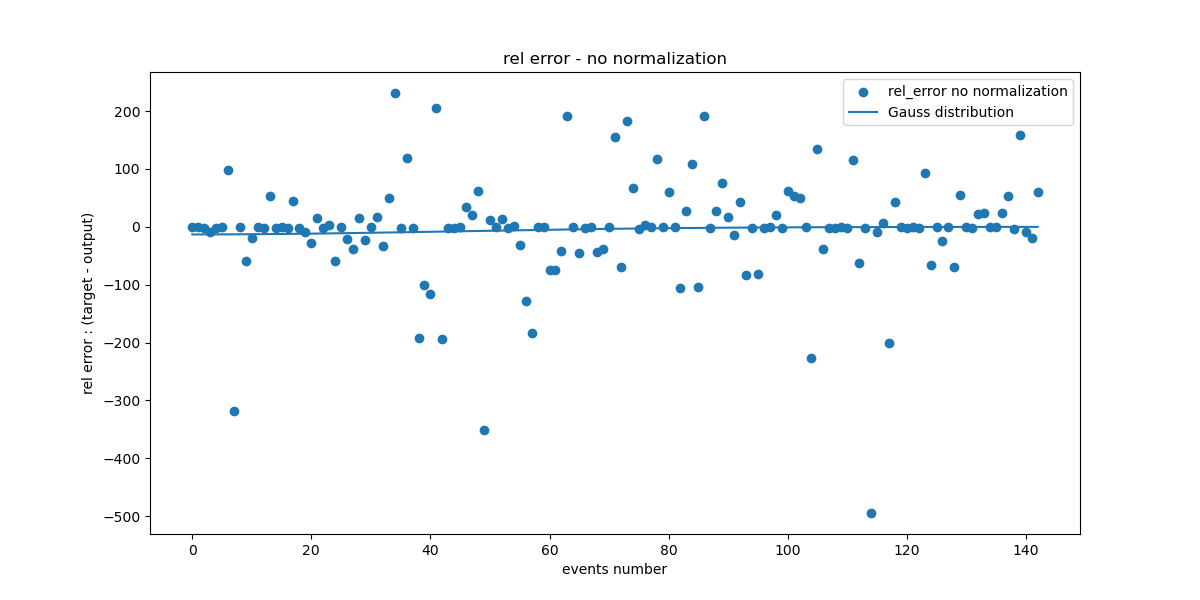 rel error - no normalization
rel_error no normalization
Gauss distribution
rel error : (target - output)
200
100
0
−100
−200
−300
−400
−500
0 20 40 60 80 100 120 140
events number